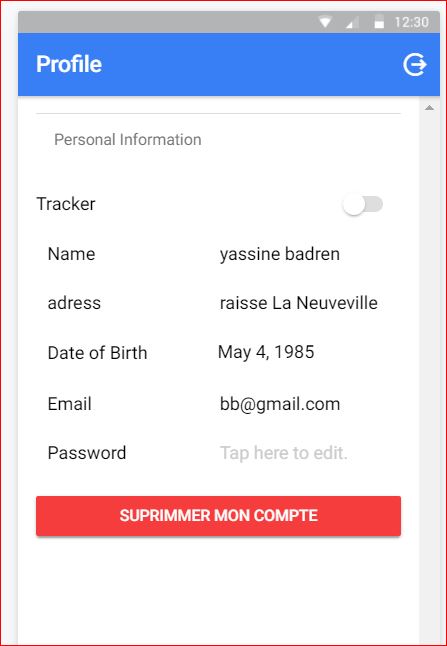 12:30
Profile
Personal Information
Tracker
Name yassine badren
adress raisse La Neuveville
Date of Birth May 4, 1985
Email bb@gmail.com
Password Tap here to edit.
SUPRIMMER MON COMPTE